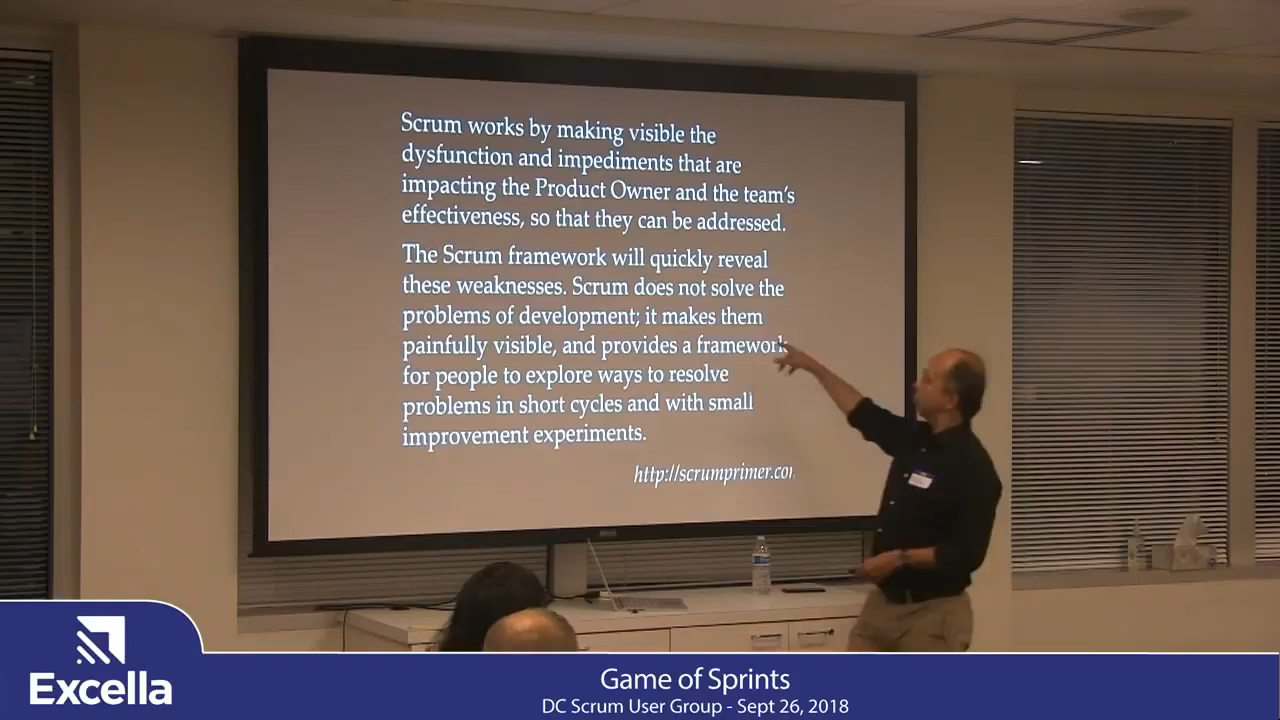 Scrum works by making visible the
dysfunction and impediments that are
impacting the Product Owner and the team's
effectiveness, so that they can be addressed.
The Scrum framework will quickly reveal
these weaknesses. Scrum does not solve the
problems of development; it makes them
painfully visible, and provides a framework
for people to explore ways to resolve
problems in short cycles and with small
improvement experiments.
http://scrumprimer.co
Excella
Game of Sprints
DC Scrum User Group - Sept 26, 2018